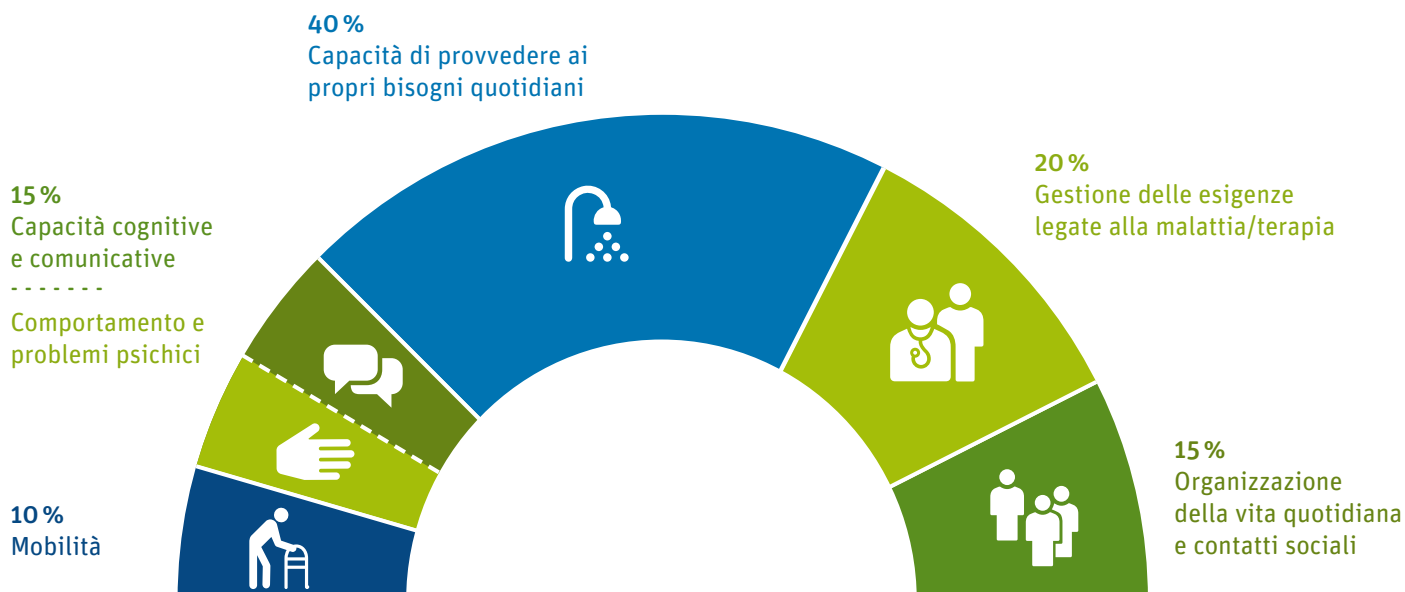 40 %
Capacità di provvedere ai
propri bisogni quotidiani
20 %
Gestione delle esigenze
legate alla malattia/terapia
15 %
Capacità cognitive
e comunicative
- - - - - - -
Comportamento e
problemi psichici
15 %
Organizzazione
della vita quotidiana
e contatti sociali
10 %
Mobilità